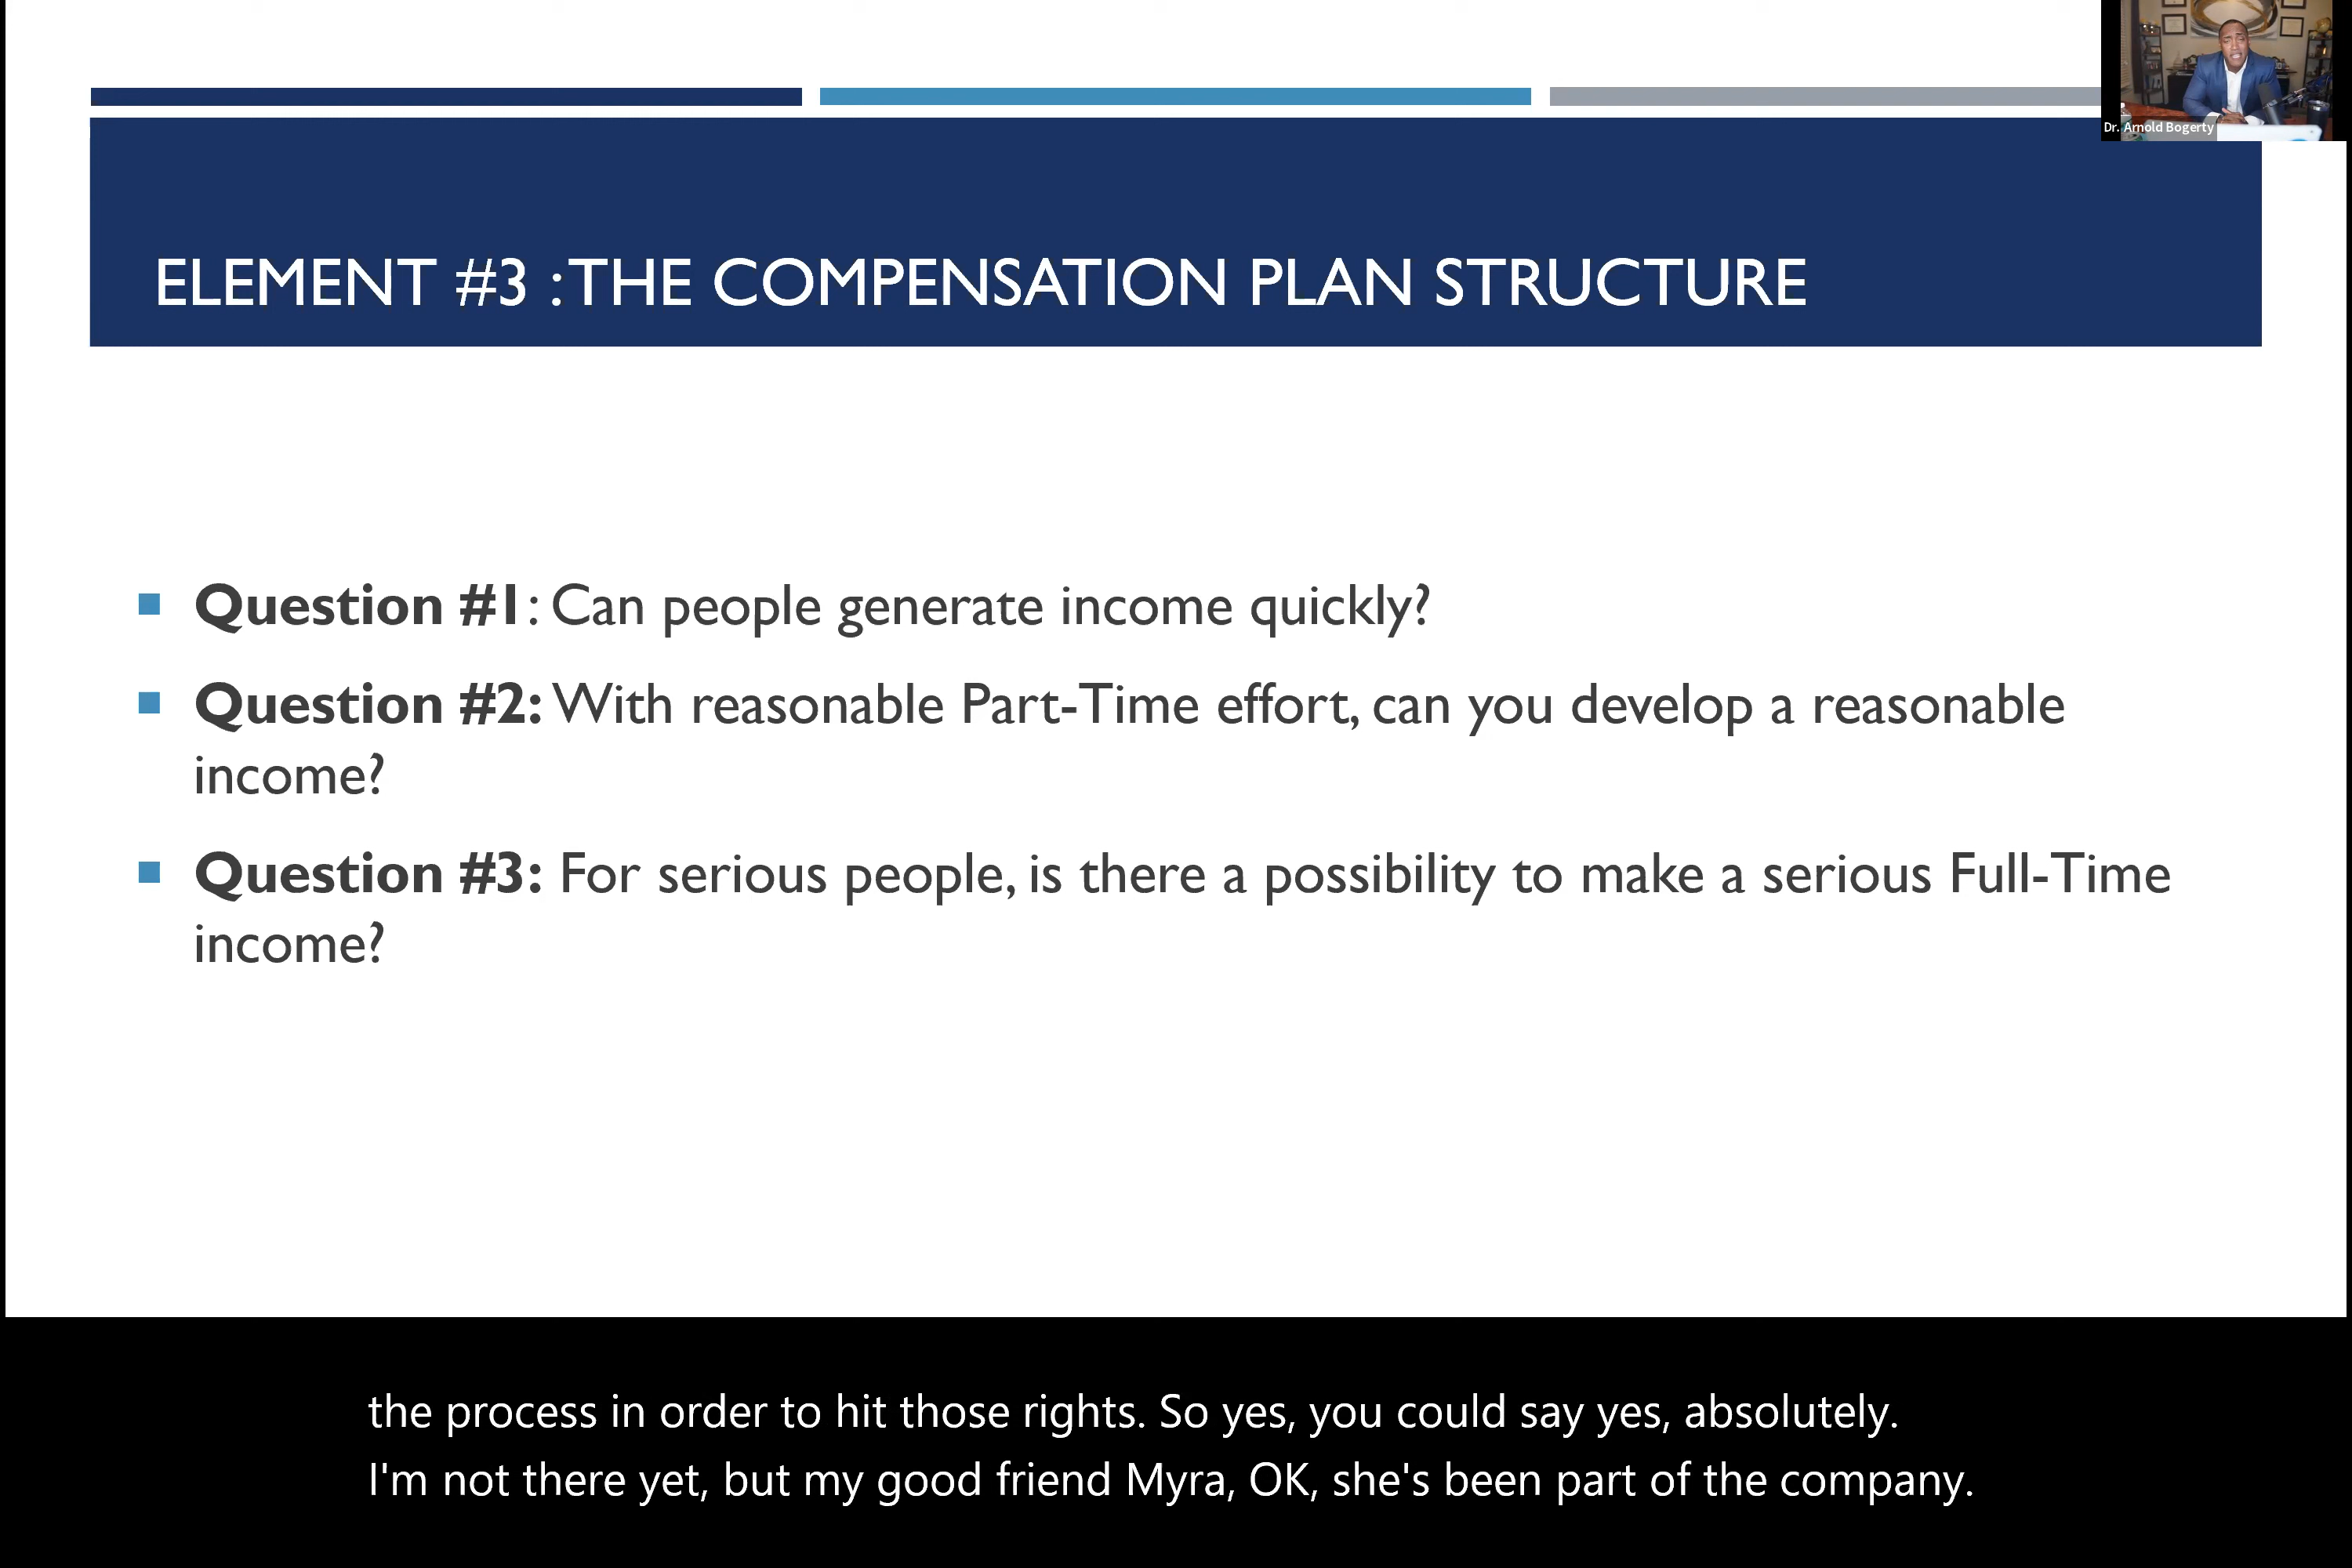 Dr. Arnold Bogerty
ELEMENT #3 : THE COMPENSATION PLAN STRUCTURE
Question #1: Can people generate income quickly?
Question #2: With reasonable Part-Time effort, can you develop a reasonable
income?
Question #3: For serious people, is there a possibility to make a serious Full-Time
income?
the process in order to hit those rights. So yes, you could say yes, absolutely.
I'm not there yet, but my good friend Myra, OK, she's been part of the company.